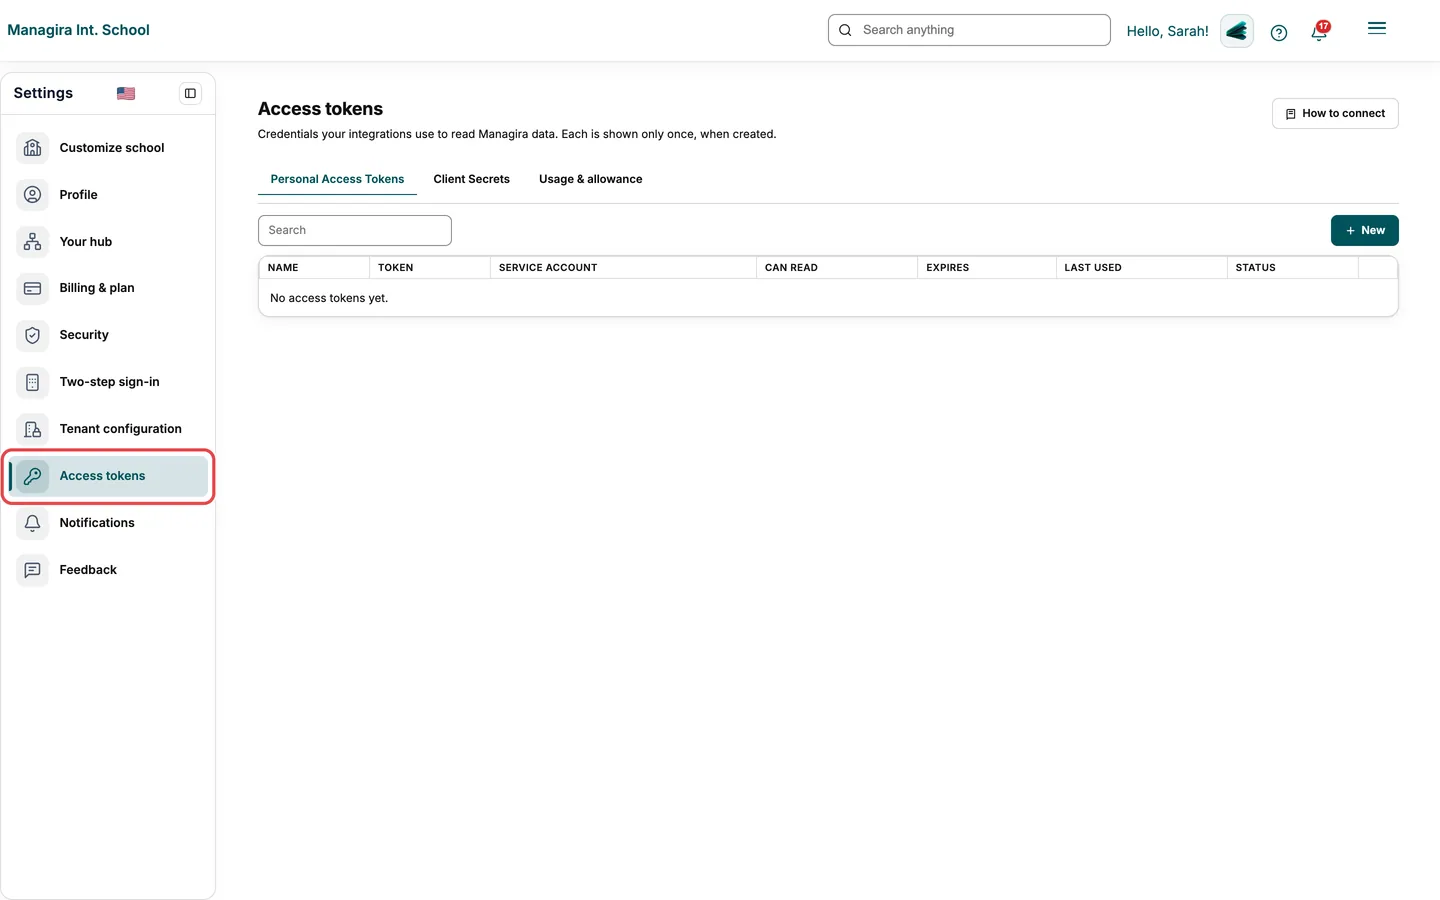 Managira Int. School
Search anything
Hello, Sarah!
17
Settings
Customize school
Profile
Your hub
Billing & plan
Security
Two-step sign-in
Tenant configuration
Access tokens
Notifications
Feedback
Access tokens
Credentials your integrations use to read Managira data. Each is shown only once, when created.
How to connect
Personal Access Tokens Client Secrets Usage & allowance
Search
+ New
NAME TOKEN SERVICE ACCOUNT CAN READ EXPIRES LAST USED STATUS
No access tokens yet.